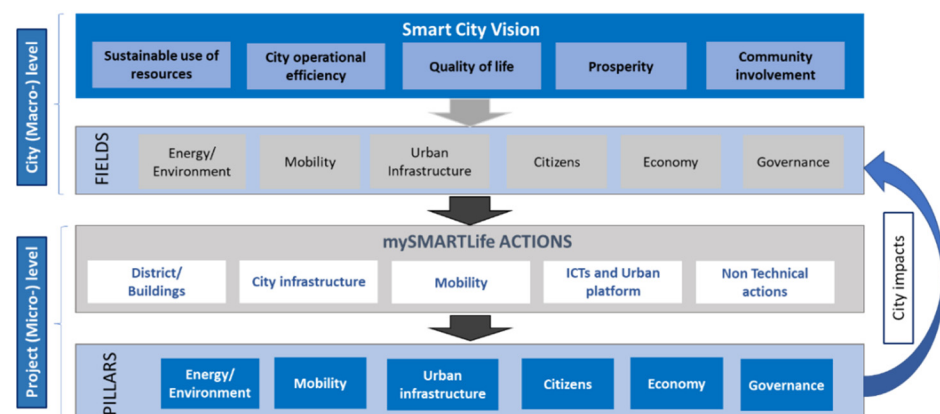 City (Macro-) level
Smart City Vision
Sustainable use of
resources
City operational
efficiency
Quality of life
Prosperity
Community
involvement
FIELDS
Energy/
Environment
Mobility
Urban
Infrastructure
Citizens
Economy
Governance
Project (Micro-) level
mySMARTLife ACTIONS
District/
Buildings
City infrastructure
Mobility
ICTs and Urban
platform
Non Technical
actions
City impacts
PILLARS
Energy/
Environment
Mobility
Urban
infrastructure
Citizens
Economy
Governance